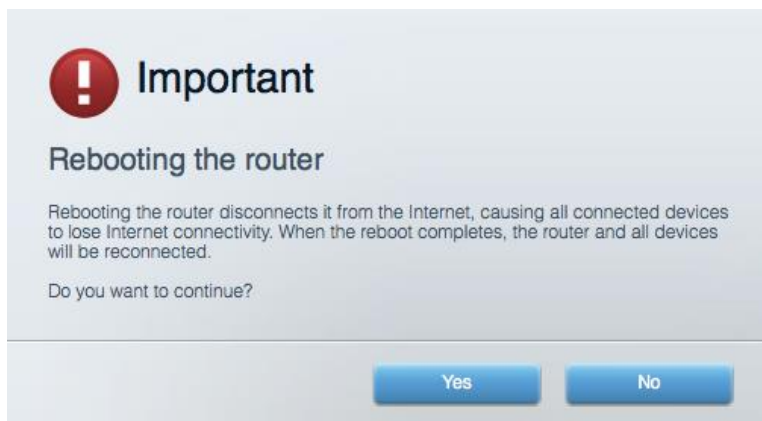 Important
Rebooting the router
Rebooting the router disconnects it from the Internet, causing all connected devices
to lose Internet connectivity. When the reboot completes, the router and all devices
will be reconnected.
Do you want to continue?
Yes
No